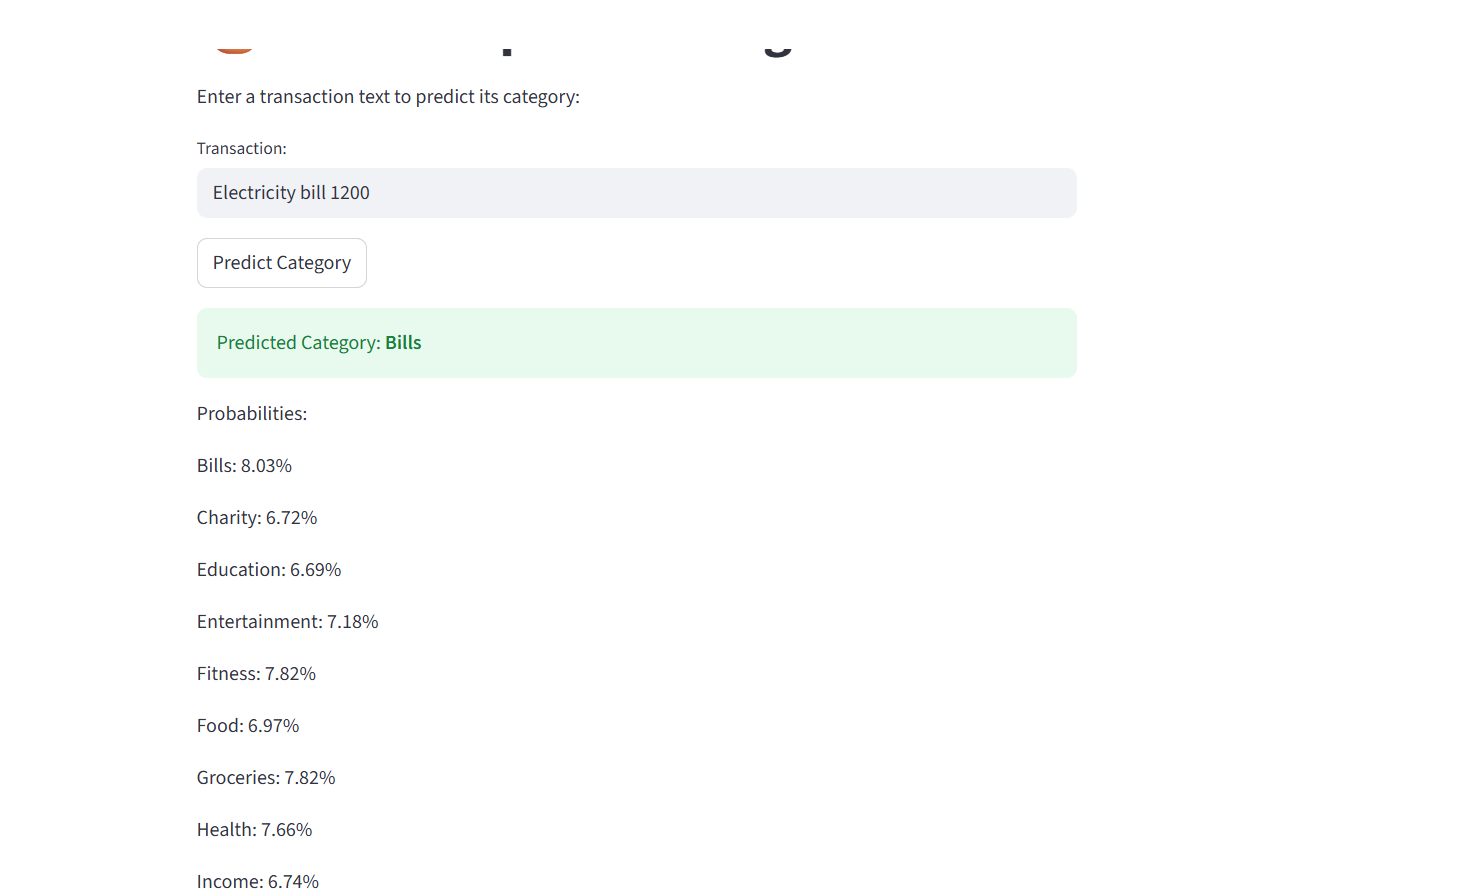 Enter a transaction text to predict its category:
Transaction:
Electricity bill 1200
Predict Category
Predicted Category: Bills
Probabilities:
Bills: 8.03%
Charity: 6.72%
Education: 6.69%
Entertainment: 7.18%
Fitness: 7.82%
Food: 6.97%
Groceries: 7.82%
Health: 7.66%
Income: 6.74%